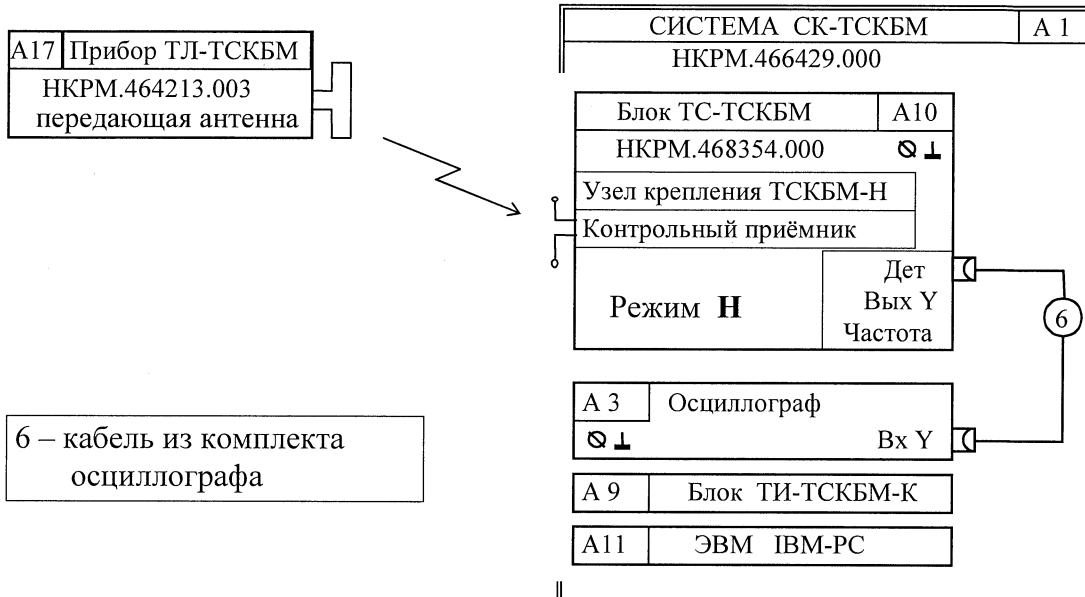 А17 Прибор ТЛ-ТСКБМ
НКРМ.464213.003
передающая антенна
СИСТЕМА СК-ТСКБМ А 1
НКРМ.466429.000
Блок ТС-ТСКБМ А10
НКРМ.468354.000
Узел крепления ТСКБМ-Н
Контрольный приёмник
Дет
Режим Н
Вых Y
Частота
6
А 3 Осциллограф
Вх Y
А 9 Блок ТИ-ТСКБМ-К
А11 ЭВМ IBM-PC
6 – кабель из комплекта
осциллографа